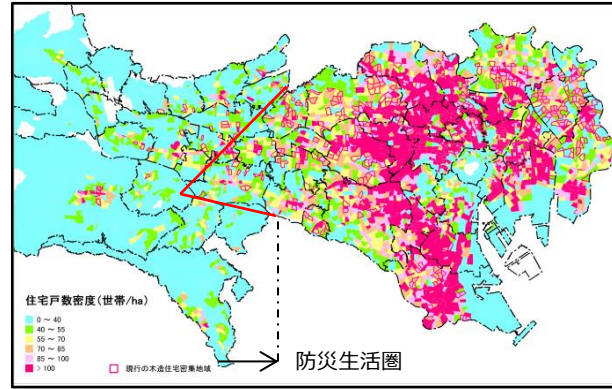 住宅戸数密度(世帯/ha)
0 ～ 40
40 ～ 55
55 ～ 70
70 ～ 85
85 ～ 100
> 100
現行の木造住宅密集地域
防災生活圏